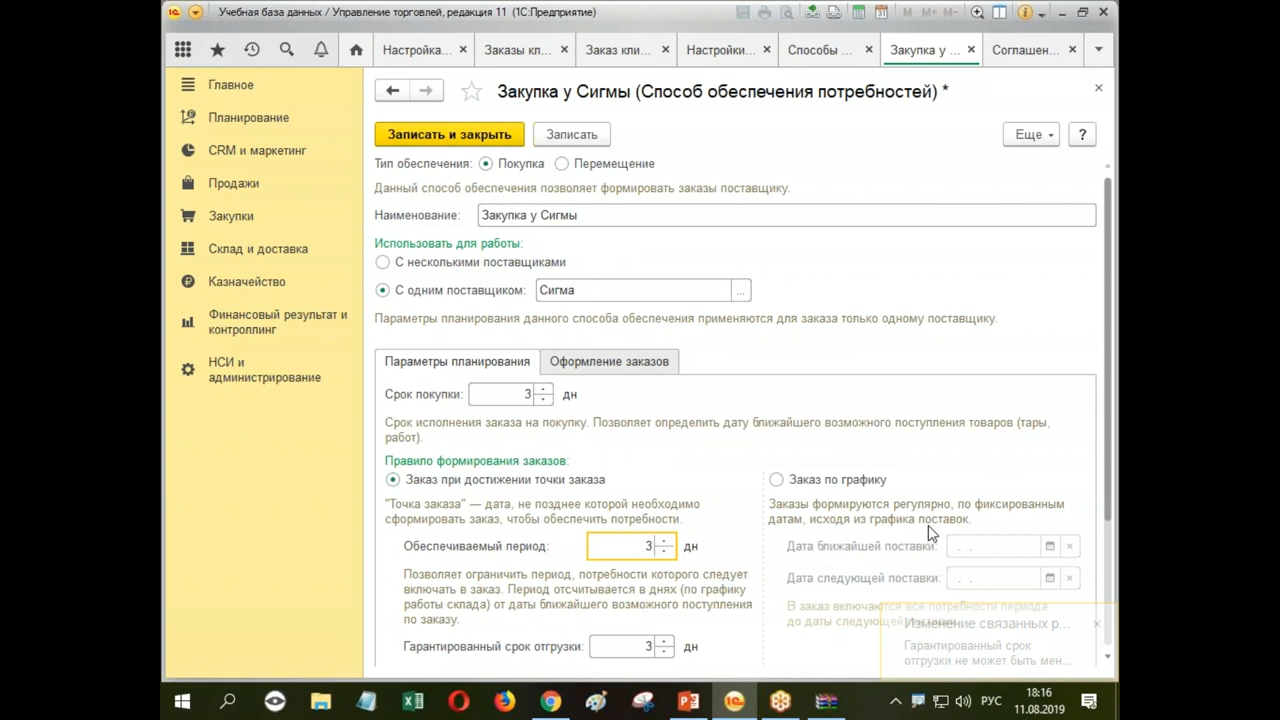 Учебная база данных / Управление торговлей, редакция 11 (1С:Предприятие)
M M+ M-
Настройка...
Заказы кл...
Заказ кли...
Настройки...
Способы ...
Закупка у ...
Соглашен...
Главное
Планирование
CRM и маркетинг
Продажи
Закупки
Склад и доставка
Казначейство
Финансовый результат и
контроллинг
НСИ и
администрирование
Закупка у Сигмы (Способ обеспечения потребностей) *
Записать и закрыть
Записать
Еще
?
Тип обеспечения: Покупка Перемещение
Данный способ обеспечения позволяет формировать заказы поставщику.
Наименование: Закупка у Сигмы
Использовать для работы:
С несколькими поставщиками
С одним поставщиком: Сигма ...
Параметры планирования данного способа обеспечения применяются для заказа только одному поставщику.
Параметры планирования
Оформление заказов
Срок покупки: 3 дн
Срок исполнения заказа на покупку. Позволяет определить дату ближайшего возможного поступления товаров (тары,
работ).
Правило формирования заказов:
Заказ при достижении точки заказа
"Точка заказа" — дата, не позднее которой необходимо
сформировать заказ, чтобы обеспечить потребности.
Обеспечиваемый период: 3 дн
Позволяет ограничить период, потребности которого следует
включать в заказ. Период отсчитывается в днях (по графику
работы склада) от даты ближайшего возможного поступления
по заказу.
Гарантированный срок отгрузки: 3 дн
Заказ по графику
Заказы формируются регулярно, по фиксированным
датам, исходя из графика поставок.
Дата ближайшей поставки: . .
Дата следующей поставки: . .
В заказ включаются все потребности периода
до даты следующей
Изменение связанных р...
Гарантированный срок
отгрузки не может быть мен...
РУС
18:16
11.08.2019